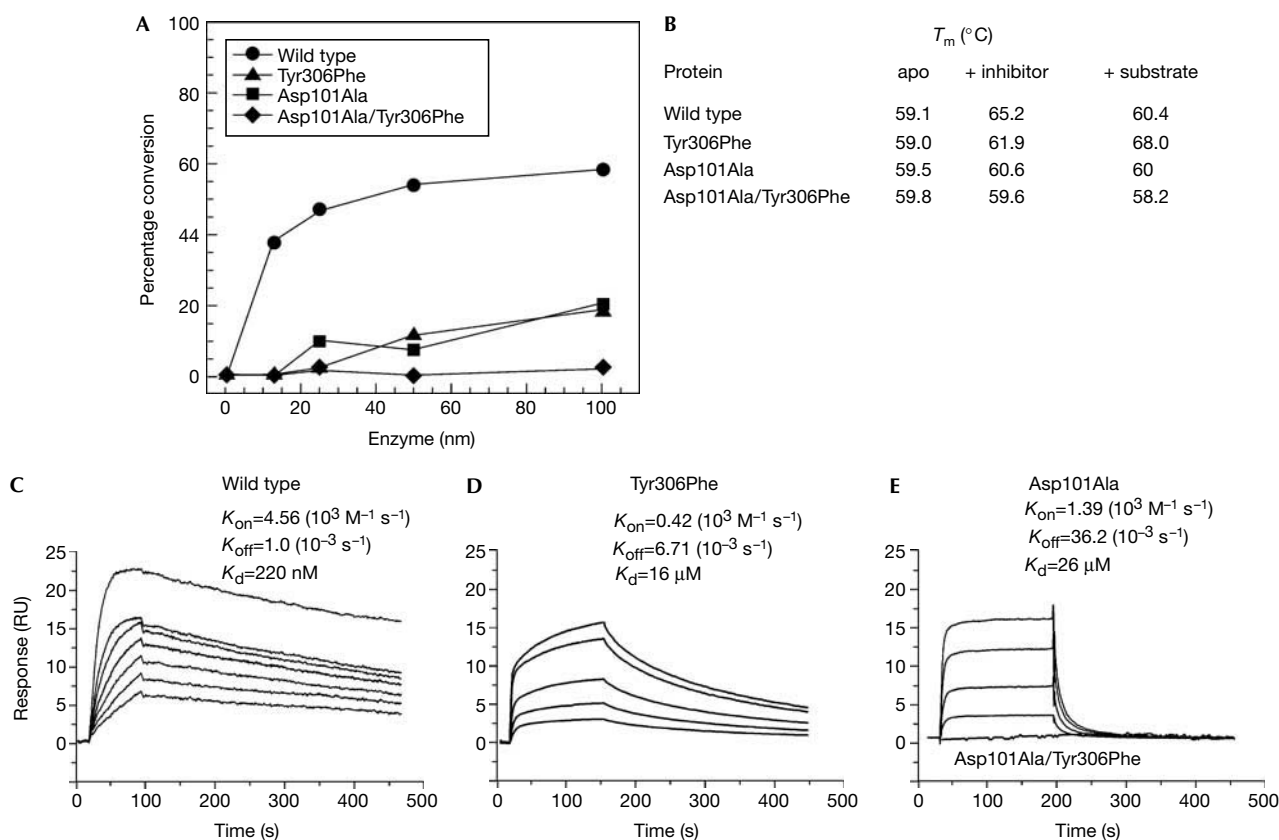 A
Percentage conversion
100
80
60
44
20
0
Wild type
Tyr306Phe
Asp101Ala
Asp101Ala/Tyr306Phe
0 20 40 60 80 100
Enzyme (nm)
B
Tm (°C)
Protein apo + inhibitor + substrate
Wild type 59.1 65.2 60.4
Tyr306Phe 59.0 61.9 68.0
Asp101Ala 59.5 60.6 60
Asp101Ala/Tyr306Phe 59.8 59.6 58.2
C
Wild type
Kon=4.56 (10³ M⁻¹ s⁻¹)
Koff=1.0 (10⁻³ s⁻¹)
Kd=220 nM
Response (RU)
25
20
15
10
5
0
0 100 200 300 400 500
Time (s)
D
Tyr306Phe
Kon=0.42 (10³ M⁻¹ s⁻¹)
Koff=6.71 (10⁻³ s⁻¹)
Kd=16 µM
25
20
15
10
5
0
0 100 200 300 400 500
Time (s)
E
Asp101Ala
Kon=1.39 (10³ M⁻¹ s⁻¹)
Koff=36.2 (10⁻³ s⁻¹)
Kd=26 µM
25
20
15
10
5
0
Asp101Ala/Tyr306Phe
0 100 200 300 400 500
Time (s)